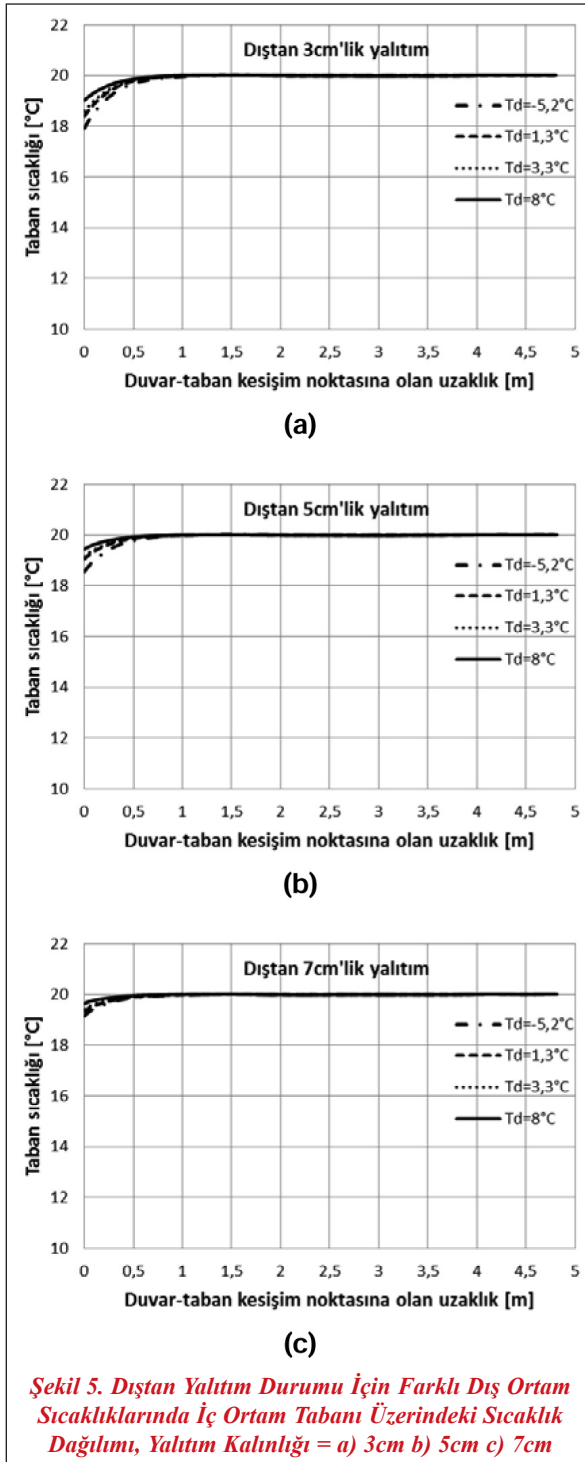 Dıştan 3cm'lik yalıtım
Taban sıcaklığı [°C]
22
20
18
16
14
12
10
Td=-5,2°C
Td=1,3°C
Td=3,3°C
Td=8°C
0 0,5 1 1,5 2 2,5 3 3,5 4 4,5 5
Duvar-taban kesişim noktasına olan uzaklık [m]
(a)
Dıştan 5cm'lik yalıtım
Taban sıcaklığı [°C]
22
20
18
16
14
12
10
Td=-5,2°C
Td=1,3°C
Td=3,3°C
Td=8°C
0 0,5 1 1,5 2 2,5 3 3,5 4 4,5 5
Duvar-taban kesişim noktasına olan uzaklık [m]
(b)
Dıştan 7cm'lik yalıtım
Taban sıcaklığı [°C]
22
20
18
16
14
12
10
Td=-5,2°C
Td=1,3°C
Td=3,3°C
Td=8°C
0 0,5 1 1,5 2 2,5 3 3,5 4 4,5 5
Duvar-taban kesişim noktasına olan uzaklık [m]
(c)
Şekil 5. Dıştan Yalıtım Durumu İçin Farklı Dış Ortam
Sıcaklıklarında İç Ortam Tabanı Üzerindeki Sıcaklık
Dağılımı, Yalıtım Kalınlığı = a) 3cm b) 5cm c) 7cm